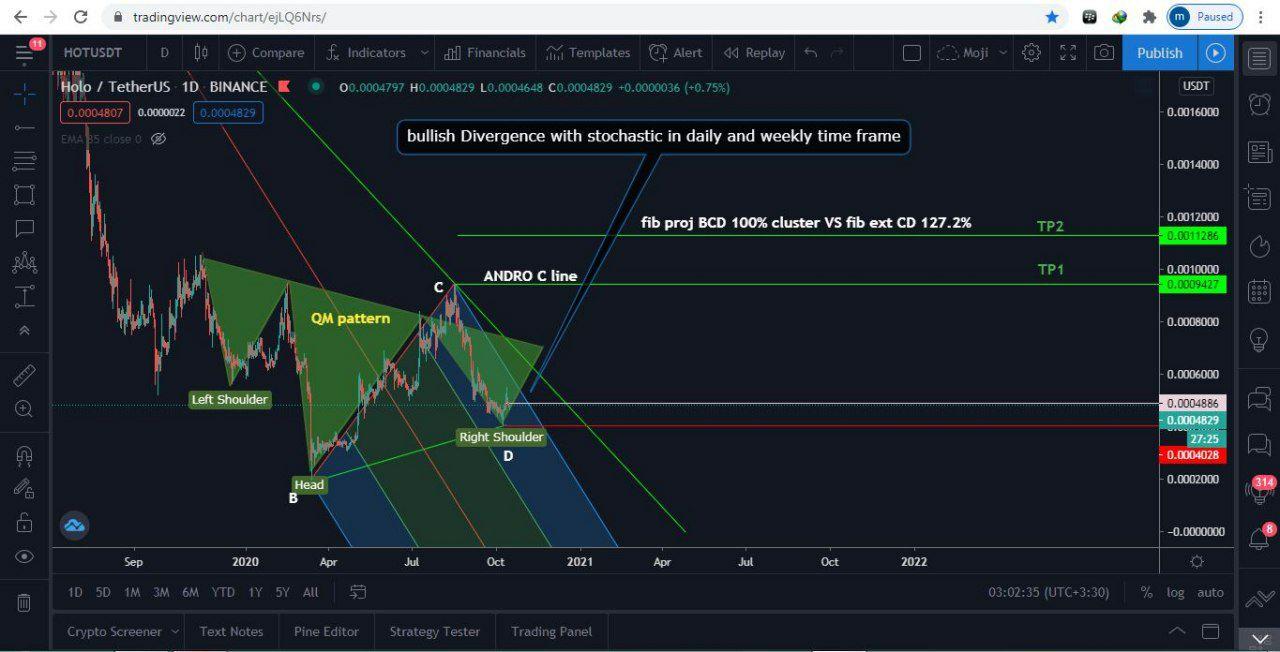 tradingview.com/chart/ejLQ6Nrs/
m Paused
11
HOTUSDT D Compare Indicators Financials Templates Alert Replay Moji Publish
Holo / TetherUS 1D BINANCE O0.0004797 H0.0004829 L0.0004648 C0.0004829 +0.0000036 (+0.75%)
USDT
0.0004807 0.0000022 0.0004829
EMA 85 close 0
0.0016000
bullish Divergence with stochastic in daily and weekly time frame
0.0014000
0.0012000
fib proj BCD 100% cluster VS fib ext CD 127.2%
TP2
0.0011286
0.0010000
TP1
ANDRO C line
0.0009427
C
QM pattern
0.0008000
0.0006000
Left Shoulder
0.0004886
0.0004829
27:25
Right Shoulder
D
0.0004028
Head
B
0.0002000
314
-0.0000000
8
Sep 2020 Apr Jul Oct 2021 Apr Jul Oct 2022
1D 5D 1M 3M 6M YTD 1Y 5Y All
03:02:35 (UTC+3:30) % log auto
Crypto Screener Text Notes Pine Editor Strategy Tester Trading Panel